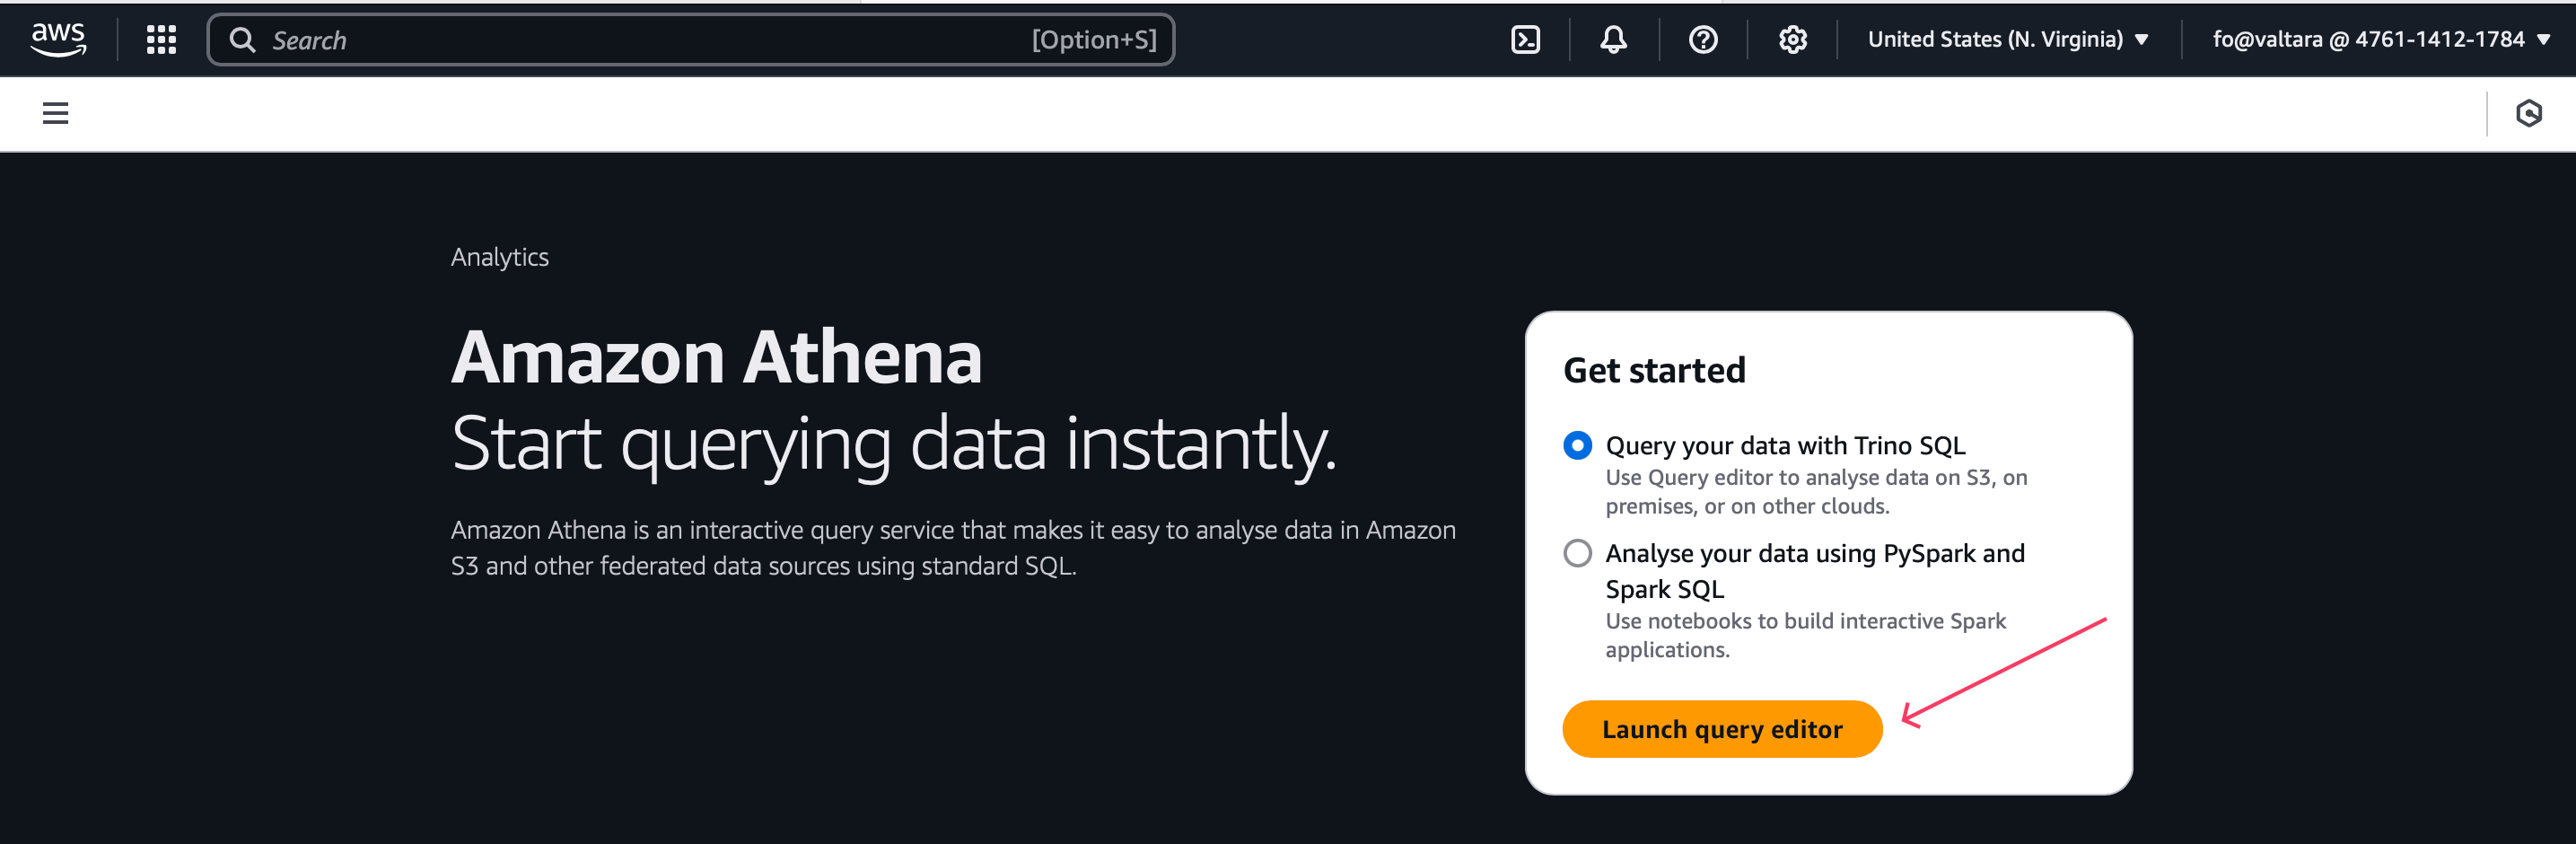 aws
Search [Option+S] United States (N. Virginia) fo@valtara @ 4761-1412-1784
Analytics
Amazon Athena
Start querying data instantly.
Amazon Athena is an interactive query service that makes it easy to analyse data in Amazon
S3 and other federated data sources using standard SQL.
Get started
Query your data with Trino SQL
Use Query editor to analyse data on S3, on
premises, or on other clouds.
Analyse your data using PySpark and
Spark SQL
Use notebooks to build interactive Spark
applications.
Launch query editor